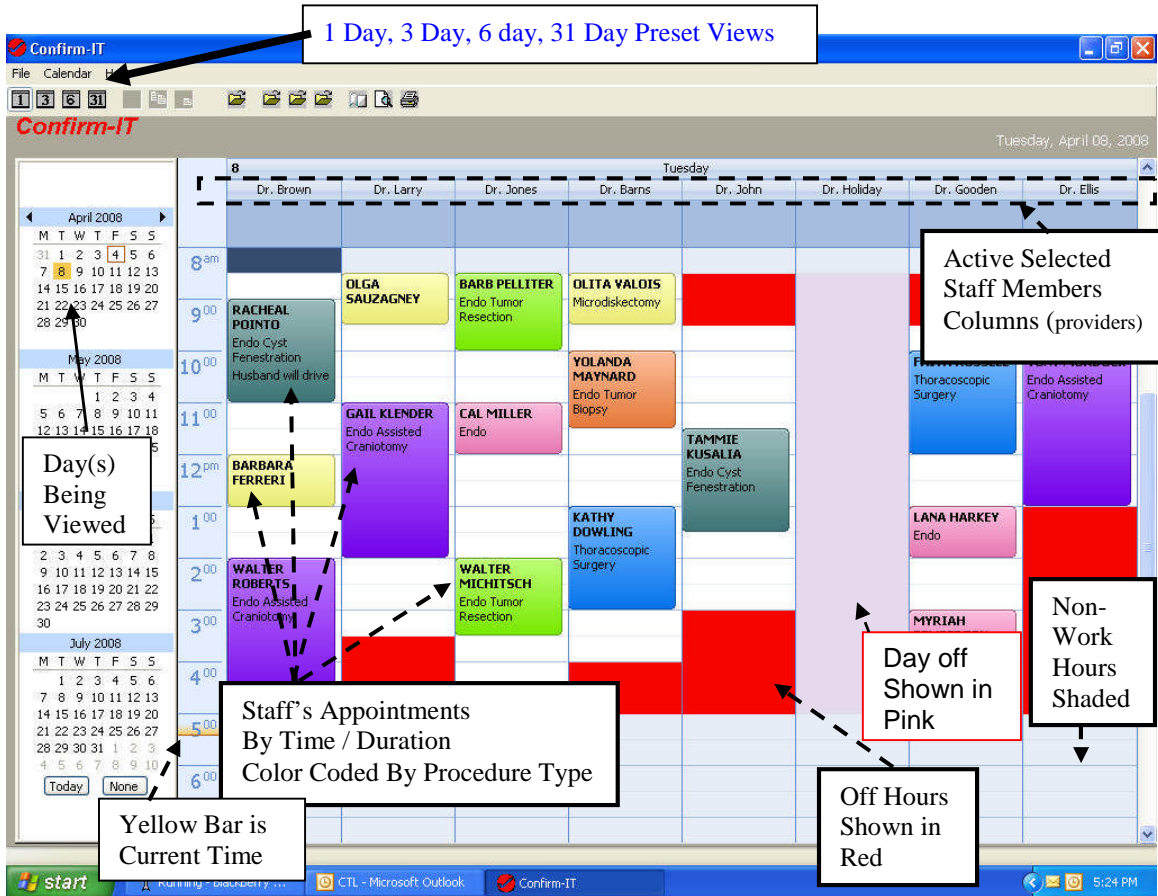 1 Day, 3 Day, 6 day, 31 Day Preset Views
Confirm-IT
File Calendar H
1 3 6 31
Confirm-IT
Tuesday, April 08, 2008
8 Tuesday
Dr. Brown Dr. Larry Dr. Jones Dr. Barns Dr. John Dr. Holiday Dr. Gooden Dr. Ellis
Active Selected
Staff Members
Columns (providers)
April 2008
M T W T F S S
31 1 2 3 4 5 6
7 8 9 10 11 12 13
14 15 16 17 18 19 20
21 22 23 24 25 26 27
28 29 30
May 2008
M T W T F S S
1 2 3 4
5 6 7 8 9 10 11
12 13 14 15 16 17 18
Day(s)
Being
Viewed
2 3 4 5 6 7 8
9 10 11 12 13 14 15
16 17 18 19 20 21 22
23 24 25 26 27 28 29
30
July 2008
M T W T F S S
1 2 3 4 5 6
7 8 9 10 11 12 13
14 15 16 17 18 19 20
21 22 23 24 25 26 27
28 29 30 31 1 2 3
4 5 6 7 8 9 10
Today None
8 am
9 00
10 00
11 00
12 pm
1 00
2 00
3 00
4 00
5 00
6 00
RACHEAL
POINTO
Endo Cyst
Fenestration
Husband will drive
BARBARA
FERRERI
WALTER
ROBERTS
Endo Assisted
Craniotomy
OLGA
SAUZAGNEY
GAIL KLENDER
Endo Assisted
Craniotomy
BARB PELLITER
Endo Tumor
Resection
CAL MILLER
Endo
WALTER
MICHITSCH
Endo Tumor
Resection
OLITA VALOIS
Microdiskectomy
YOLANDA
MAYNARD
Endo Tumor
Biopsy
KATHY
DOWLING
Thoracoscopic
Surgery
TAMMIE
KUSALIA
Endo Cyst
Fenestration
Thoracoscopic
Surgery
LANA HARKEY
Endo
MYRIAH
Endo Assisted
Craniotomy
Staff's Appointments
By Time / Duration
Color Coded By Procedure Type
Day off
Shown in
Pink
Non-
Work
Hours
Shaded
Off Hours
Shown in
Red
Yellow Bar is
Current Time
start
CTL - Microsoft Outlook
Confirm-IT
5:24 PM